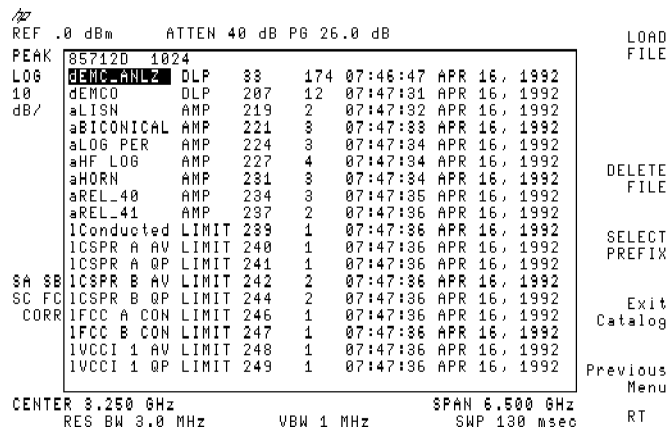 hp
REF .0 dBm ATTEN 40 dB PG 26.0 dB
PEAK
LOG
10
dB/
85712D 1024
dEMC_ANLZ DLP 33 174 07:46:47 APR 16, 1992
dEMCO DLP 207 12 07:47:31 APR 16, 1992
aLISN AMP 219 2 07:47:32 APR 16, 1992
aBICONICAL AMP 221 3 07:47:33 APR 16, 1992
aLOG PER AMP 224 3 07:47:34 APR 16, 1992
aHF LOG AMP 227 4 07:47:34 APR 16, 1992
aHORN AMP 231 3 07:47:34 APR 16, 1992
aREL_40 AMP 234 3 07:47:35 APR 16, 1992
aREL_41 AMP 237 2 07:47:36 APR 16, 1992
lConducted LIMIT 239 1 07:47:36 APR 16, 1992
lCSPR A AV LIMIT 240 1 07:47:36 APR 16, 1992
lCSPR A QP LIMIT 241 1 07:47:36 APR 16, 1992
lCSPR B AV LIMIT 242 2 07:47:36 APR 16, 1992
lCSPR B QP LIMIT 244 2 07:47:36 APR 16, 1992
lFCC A CON LIMIT 246 1 07:47:36 APR 16, 1992
lFCC B CON LIMIT 247 1 07:47:36 APR 16, 1992
lVCCI 1 AV LIMIT 248 1 07:47:36 APR 16, 1992
lVCCI 1 QP LIMIT 249 1 07:47:36 APR 16, 1992
SA SB
SC FC
CORR
CENTER 3.250 GHz SPAN 6.500 GHz
RES BW 3.0 MHz VBW 1 MHz SWP 130 msec
LOAD
FILE
DELETE
FILE
SELECT
PREFIX
Exit
Catalog
Previous
Menu
RT